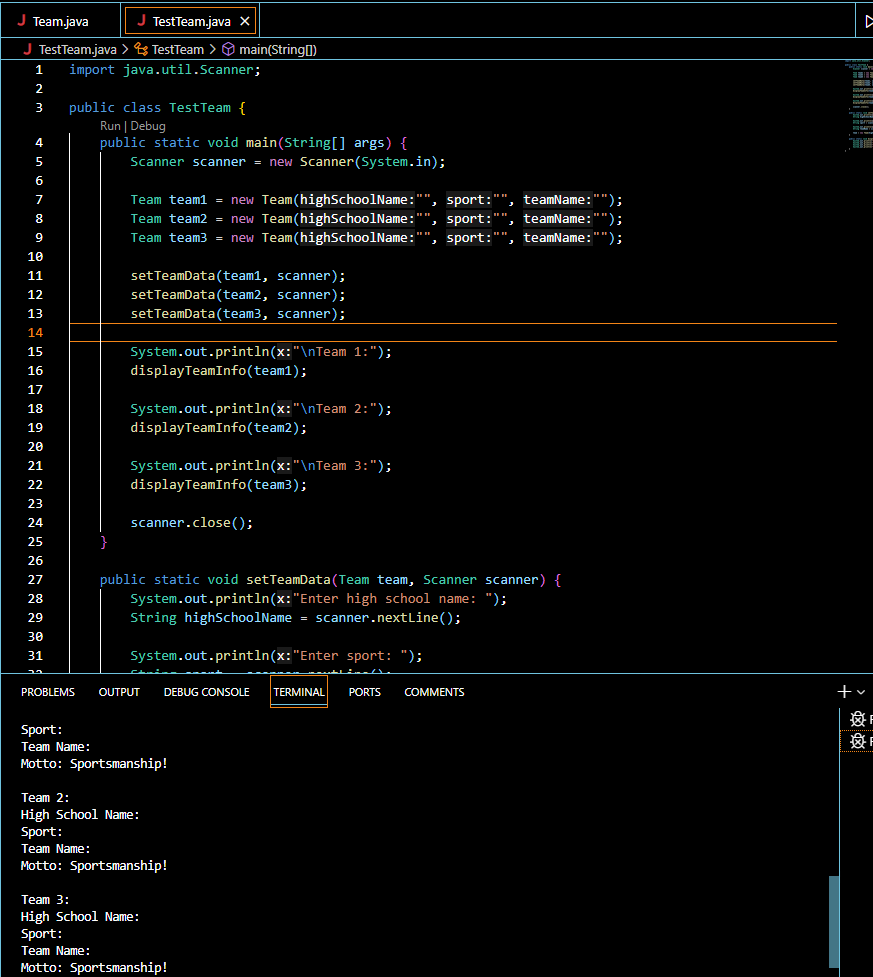 Team.java
TestTeam.java
TestTeam.java > TestTeam > main(String[])
1 import java.util.Scanner;
2
3 public class TestTeam {
Run | Debug
4 public static void main(String[] args) {
5 Scanner scanner = new Scanner(System.in);
6
7 Team team1 = new Team(highSchoolName:"", sport:"", teamName:"");
8 Team team2 = new Team(highSchoolName:"", sport:"", teamName:"");
9 Team team3 = new Team(highSchoolName:"", sport:"", teamName:"");
10
11 setTeamData(team1, scanner);
12 setTeamData(team2, scanner);
13 setTeamData(team3, scanner);
14
15 System.out.println(x:"\nTeam 1:");
16 displayTeamInfo(team1);
17
18 System.out.println(x:"\nTeam 2:");
19 displayTeamInfo(team2);
20
21 System.out.println(x:"\nTeam 3:");
22 displayTeamInfo(team3);
23
24 scanner.close();
25 }
26
27 public static void setTeamData(Team team, Scanner scanner) {
28 System.out.println(x:"Enter high school name: ");
29 String highSchoolName = scanner.nextLine();
30
31 System.out.println(x:"Enter sport: ");
32 String sport = scanner.nextLine();
PROBLEMS OUTPUT DEBUG CONSOLE TERMINAL PORTS COMMENTS
Sport:
Team Name:
Motto: Sportsmanship!
Team 2:
High School Name:
Sport:
Team Name:
Motto: Sportsmanship!
Team 3:
High School Name:
Sport:
Team Name:
Motto: Sportsmanship!